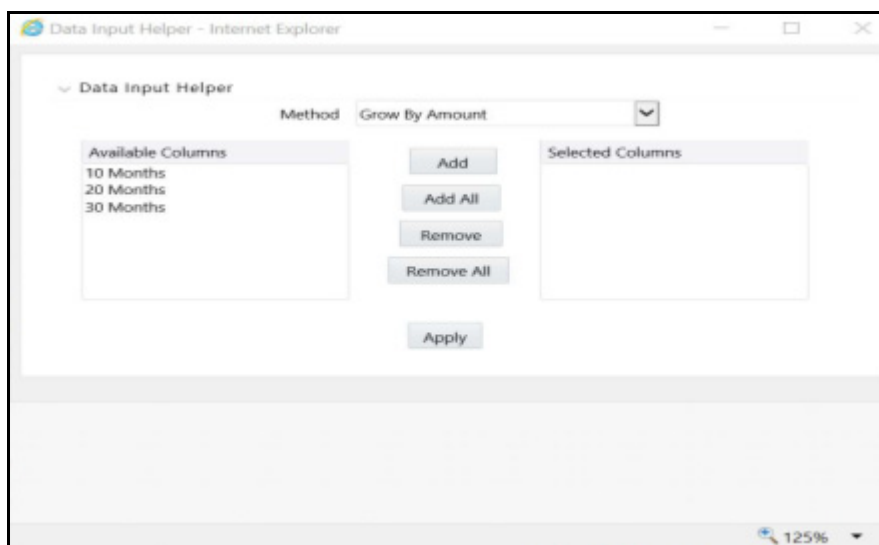 Data Input Helper - Internet Explorer
Data Input Helper
Method Grow By Amount
Available Columns
10 Months
20 Months
30 Months
Add
Add All
Remove
Remove All
Selected Columns
Apply
125%